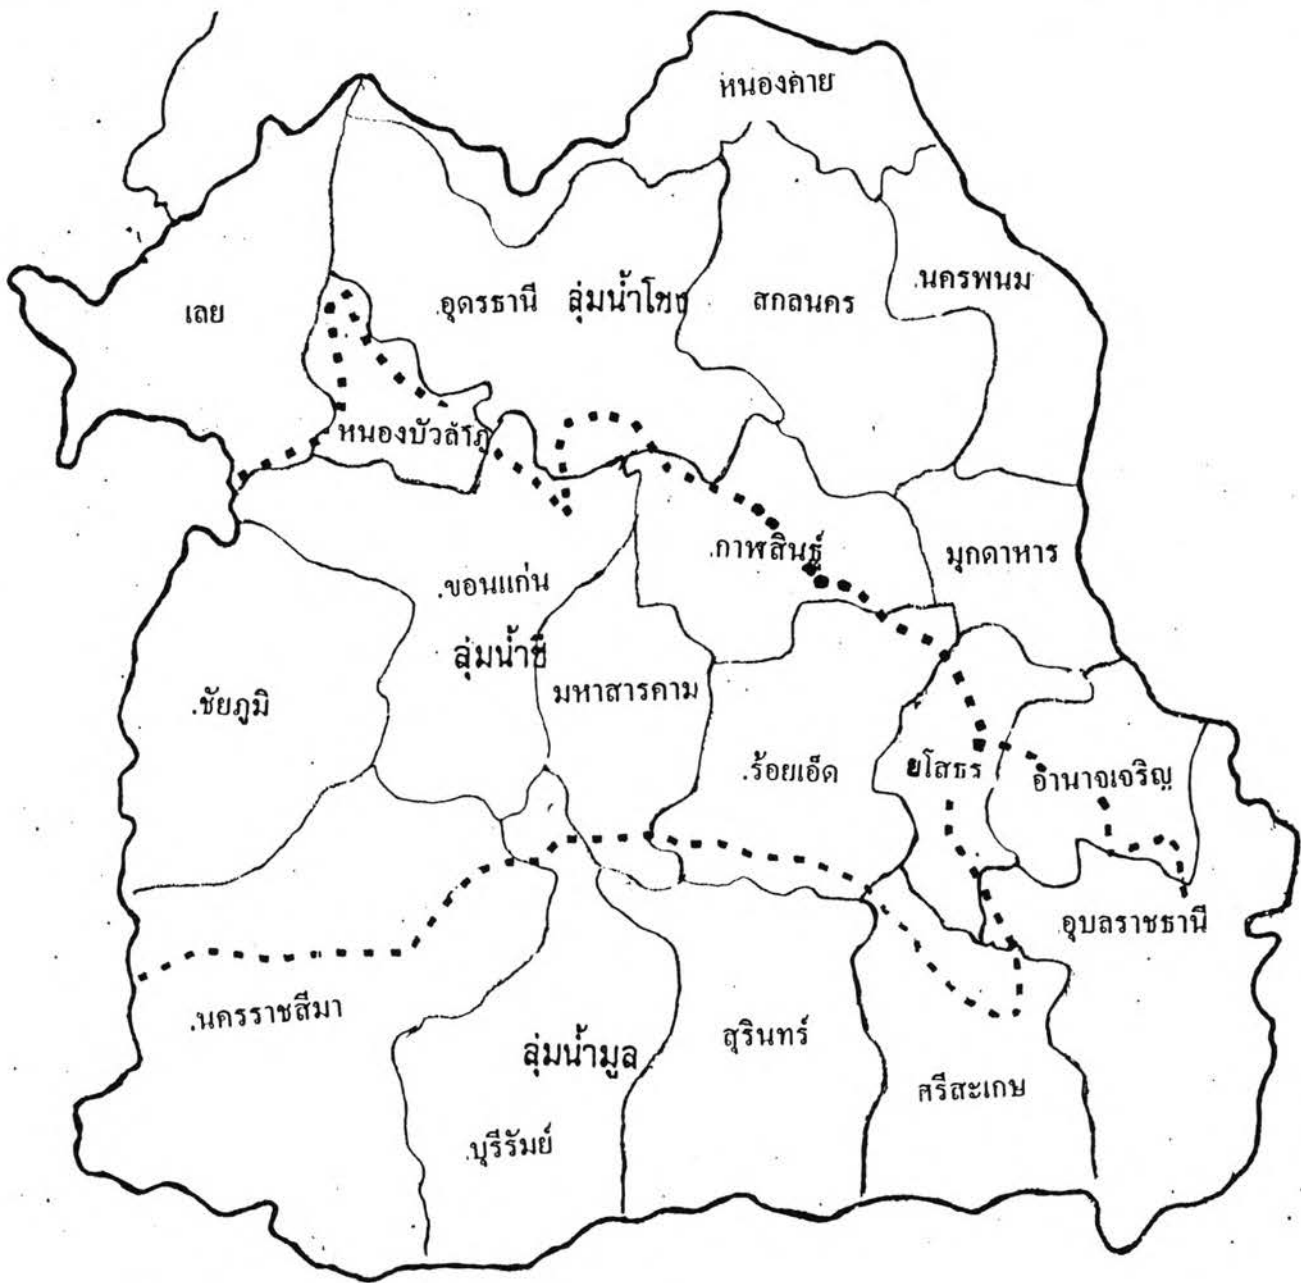 หนองคาย
นครพนม
.อุดรธานี
ลุ่มน้ำโขง
สกลนคร
เลย
หนองบัวลำภู
.กาฬสินธุ์
มุกดาหาร
.ขอนแก่น
ลุ่มน้ำชี
มหาสารคาม
.ชัยภูมิ
.ร้อยเอ็ด
ยโสธร
อำนาจเจริญ
อุบลราชธานี
.นครราชสีมา
ลุ่มน้ำมูล
สุรินทร์
ศรีสะเกษ
.บุรีรัมย์